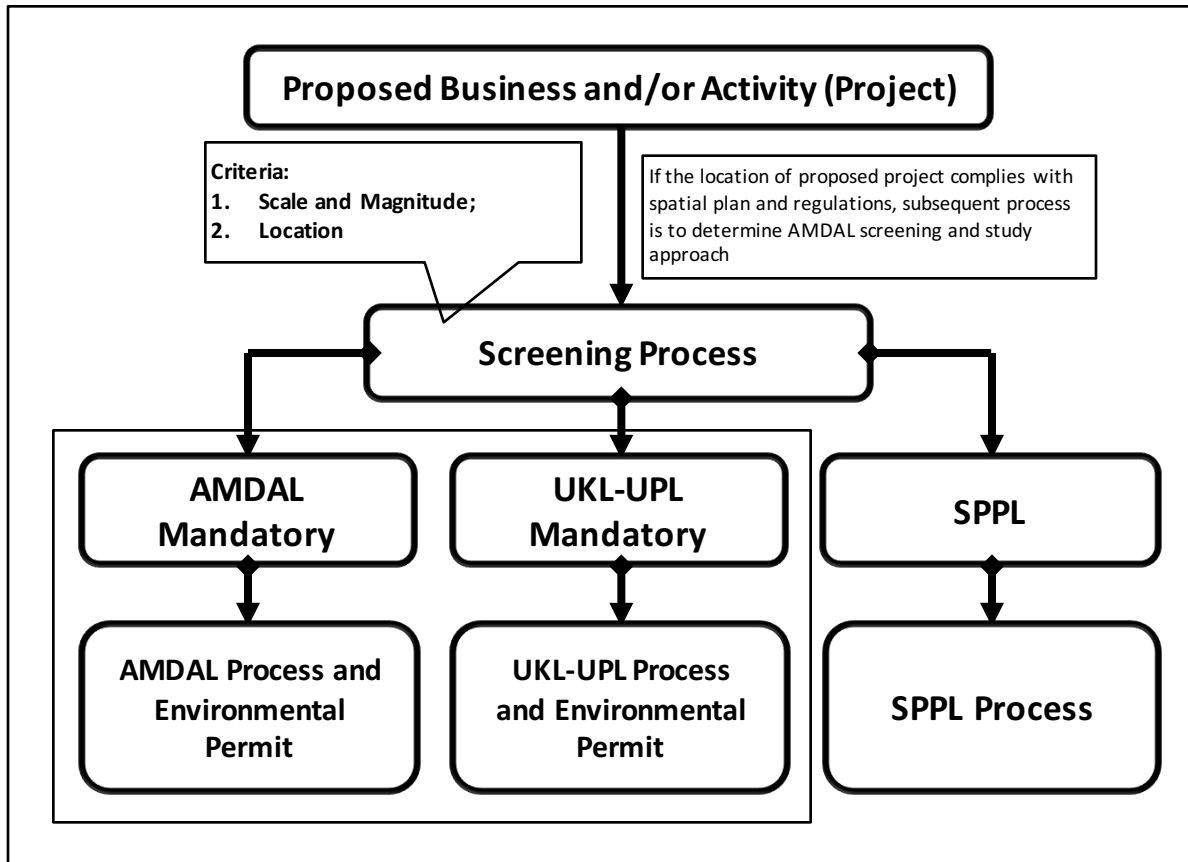 Proposed Business and/or Activity (Project)
Criteria:
1. Scale and Magnitude;
2. Location
If the location of proposed project complies with
spatial plan and regulations, subsequent process
is to determine AMDAL screening and study
approach
Screening Process
AMDAL
Mandatory
UKL-UPL
Mandatory
SPPL
AMDAL Process and
Environmental
Permit
UKL-UPL Process
and Environmental
Permit
SPPL Process